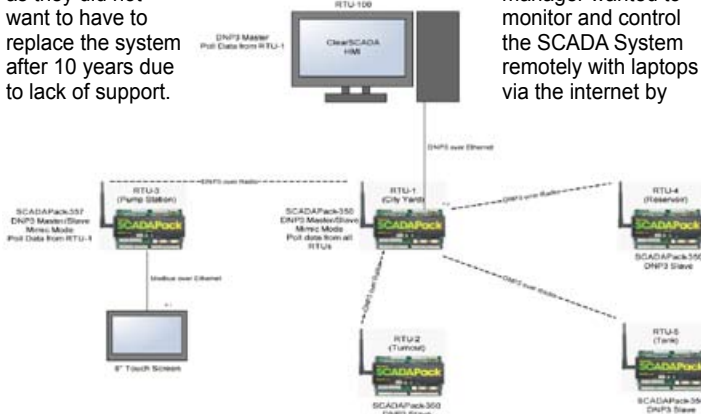 as they did not
want to have to
replace the system
after 10 years due
to lack of support.
manager wanted to
monitor and control
the SCADA System
remotely with laptops
via the internet by
RTU-100
DNP3 Master
Poll Data from RTU-1
ClearSCADA
HMI
DNP3 over Ethernet
DNP3 over Radio
RTU-3
(Pump Station)
SCADAPack-357
DNP3 Master/Slave
Mimic Mode
Poll Data from RTU-1
SCADAPack
Modbus over Ethernet
8" Touch Screen
RTU-1
(City Yard)
SCADAPack-350
DNP3 Master/Slave
Mimic Mode
Poll data from all
RTUs
SCADAPack
DNP3 over Radio
RTU-4
(Reservoir)
SCADAPack
SCADAPack-350
DNP3 Slave
DNP3 over Radio
RTU-2
(Turnout)
SCADAPack
SCADAPack-350
DNP3 Slave
DNP3 over Radio
RTU-5
(Tank)
SCADAPack
SCADAPack-350
DNP3 Slave